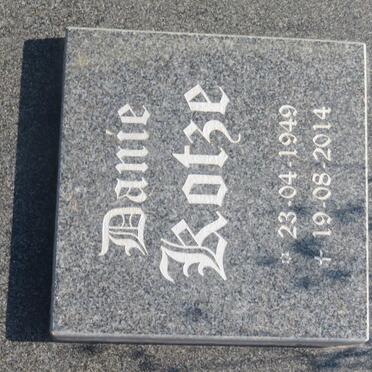 Danie
Kotze
* 23-04-1949
† 19-08-2014